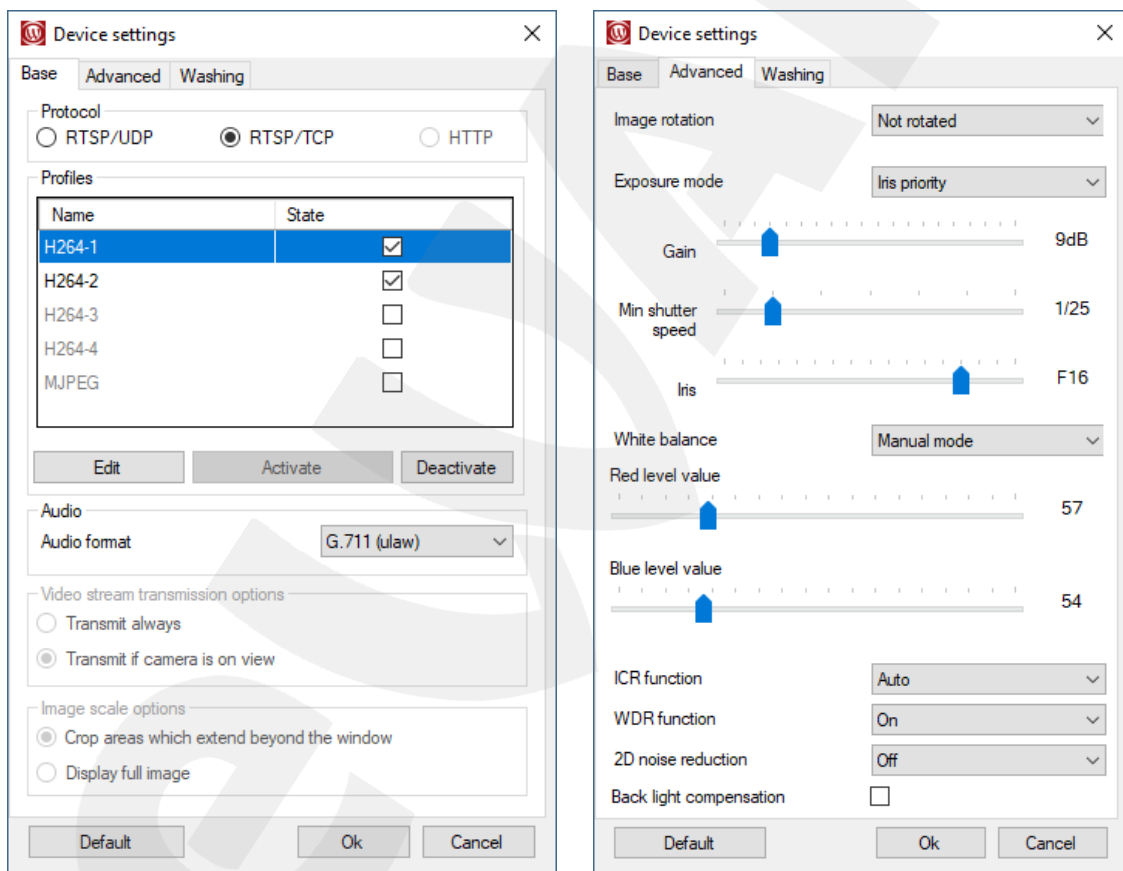 Device settings
Base Advanced Washing
Protocol
RTSP/UDP RTSP/TCP HTTP
Profiles
Name State
H264-1
H264-2
H264-3
H264-4
MJPEG
Edit Activate Deactivate
Audio
Audio format G.711 (ulaw)
Video stream transmission options
Transmit always
Transmit if camera is on view
Image scale options
Crop areas which extend beyond the window
Display full image
Default Ok Cancel
Device settings
Base Advanced Washing
Image rotation Not rotated
Exposure mode Iris priority
Gain 9dB
Min shutter
speed 1/25
Iris F16
White balance Manual mode
Red level value
57
Blue level value
54
ICR function Auto
WDR function On
2D noise reduction Off
Back light compensation
Default Ok Cancel